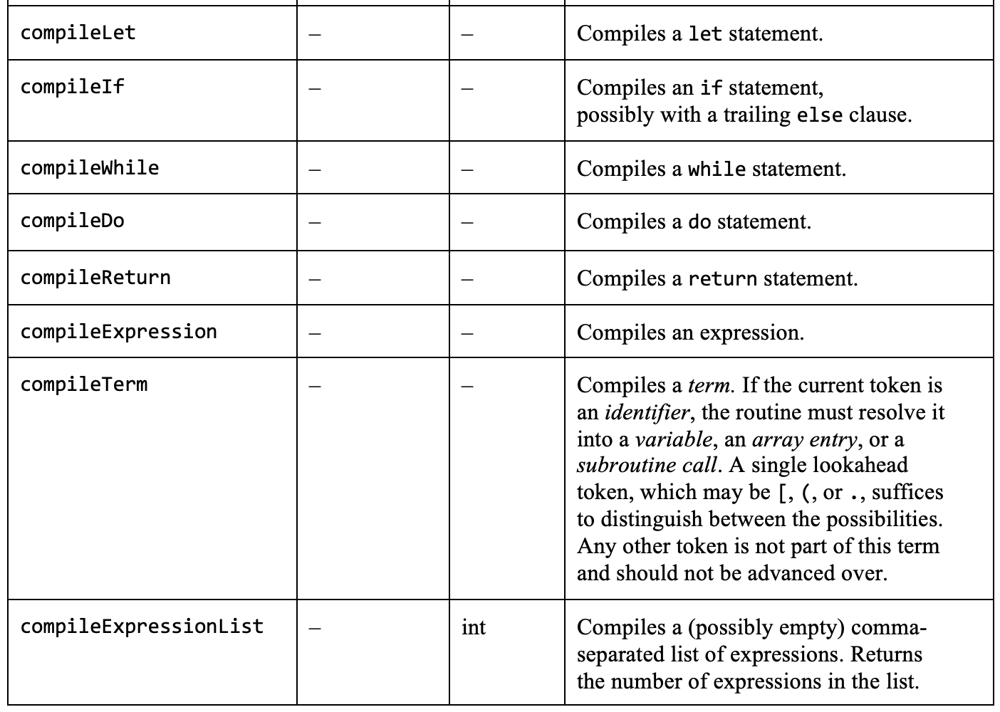 compileLet – – Compiles a let statement.
compileIf – – Compiles an if statement,
possibly with a trailing else clause.
compileWhile – – Compiles a while statement.
compileDo – – Compiles a do statement.
compileReturn – – Compiles a return statement.
compileExpression – – Compiles an expression.
compileTerm – – Compiles a term. If the current token is
an identifier, the routine must resolve it
into a variable, an array entry, or a
subroutine call. A single lookahead
token, which may be [, (, or ., suffices
to distinguish between the possibilities.
Any other token is not part of this term
and should not be advanced over.
compileExpressionList – int Compiles a (possibly empty) comma-
separated list of expressions. Returns
the number of expressions in the list.